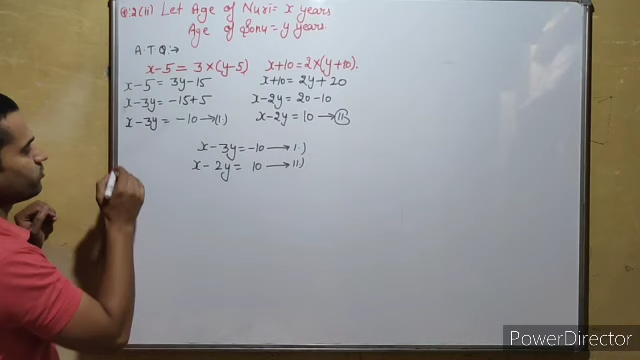 Q:2(ii) Let Age of Nuri = x years
Age of Sonu = y years.
A.T.Q:→
x-5 = 3×(y-5)
x-5 = 3y-15
x-3y = -15+5
x-3y = -10 → (i.)
x+10 = 2×(y+10).
x+10 = 2y+20
x-2y = 20-10
x-2y = 10 → (ii)
x-3y = -10 → i.)
x-2y = 10 → ii)
PowerDirector